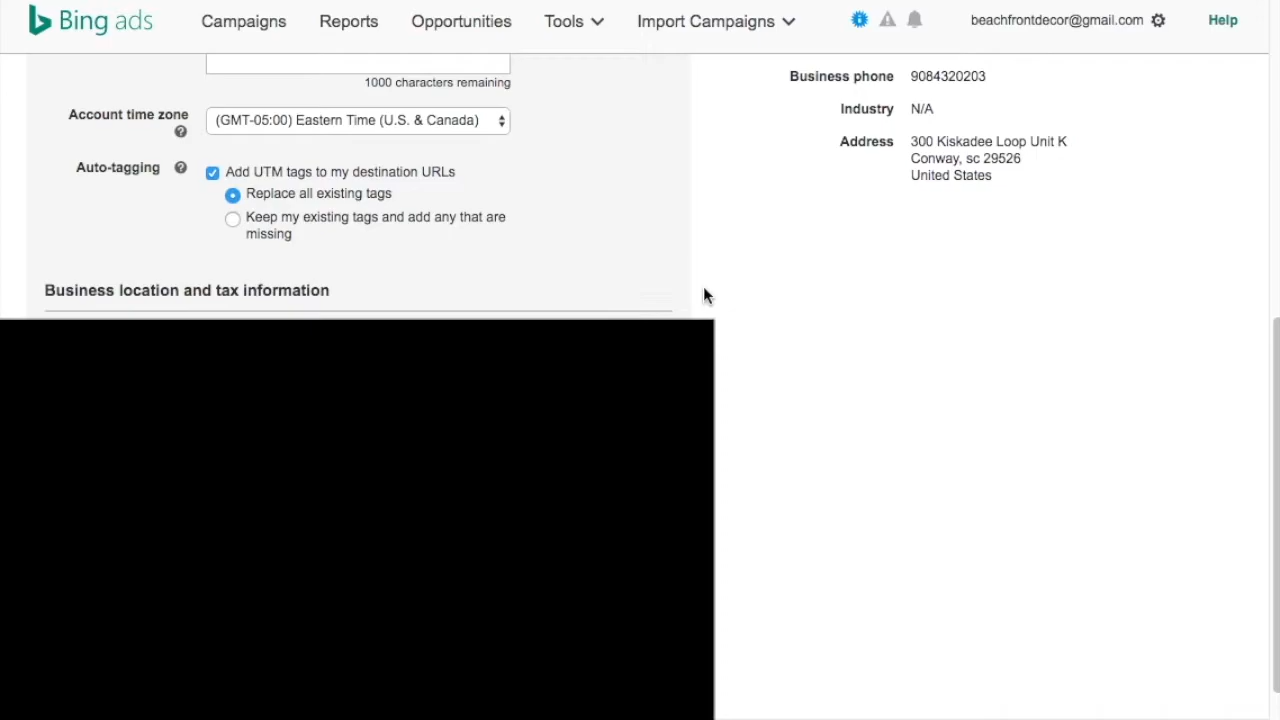 Bing ads
Campaigns
Reports
Opportunities
Tools
Import Campaigns
beachfrontdecor@gmail.com
Help
1000 characters remaining
Account time zone
(GMT-05:00) Eastern Time (U.S. & Canada)
Auto-tagging
Add UTM tags to my destination URLs
Replace all existing tags
Keep my existing tags and add any that are
missing
Business location and tax information
Business phone 9084320203
Industry N/A
Address 300 Kiskadee Loop Unit K
Conway, sc 29526
United States